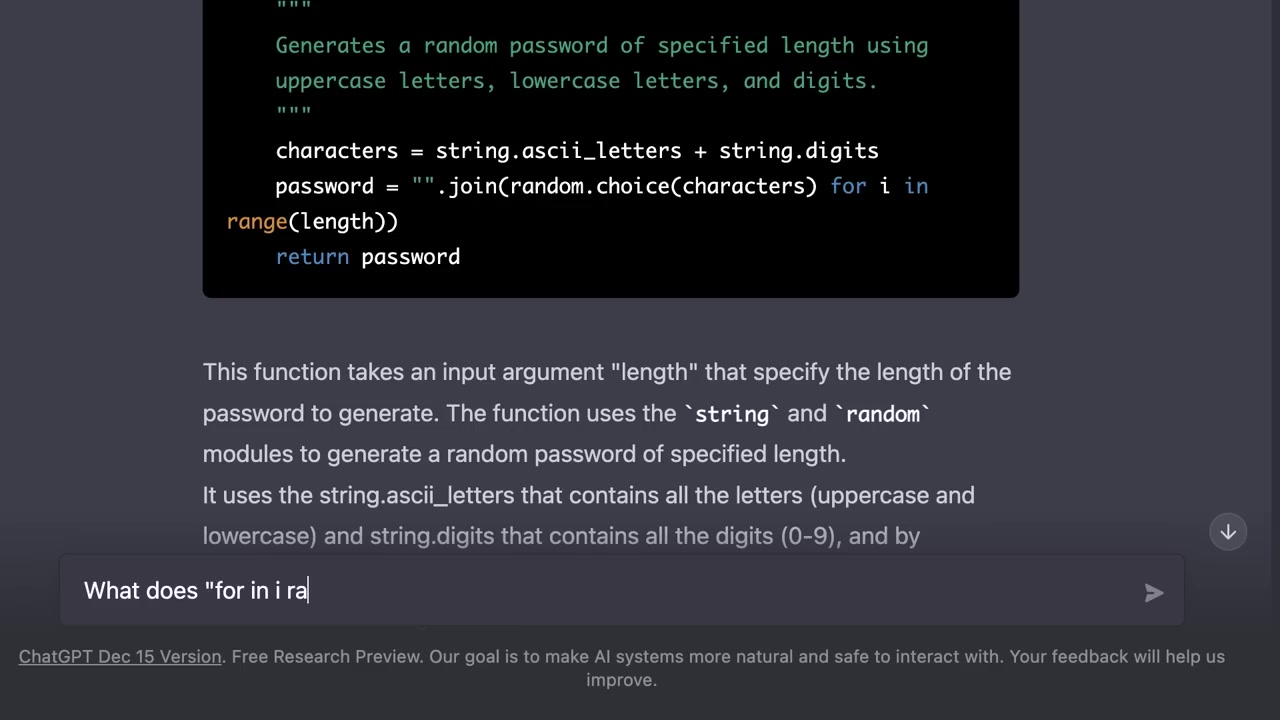 """
Generates a random password of specified length using
uppercase letters, lowercase letters, and digits.
"""
characters = string.ascii_letters + string.digits
password = "".join(random.choice(characters) for i in
range(length))
return password
This function takes an input argument "length" that specify the length of the
password to generate. The function uses the `string` and `random`
modules to generate a random password of specified length.
It uses the string.ascii_letters that contains all the letters (uppercase and
lowercase) and string.digits that contains all the digits (0-9), and by
What does "for in i ra
ChatGPT Dec 15 Version. Free Research Preview. Our goal is to make AI systems more natural and safe to interact with. Your feedback will help us
improve.